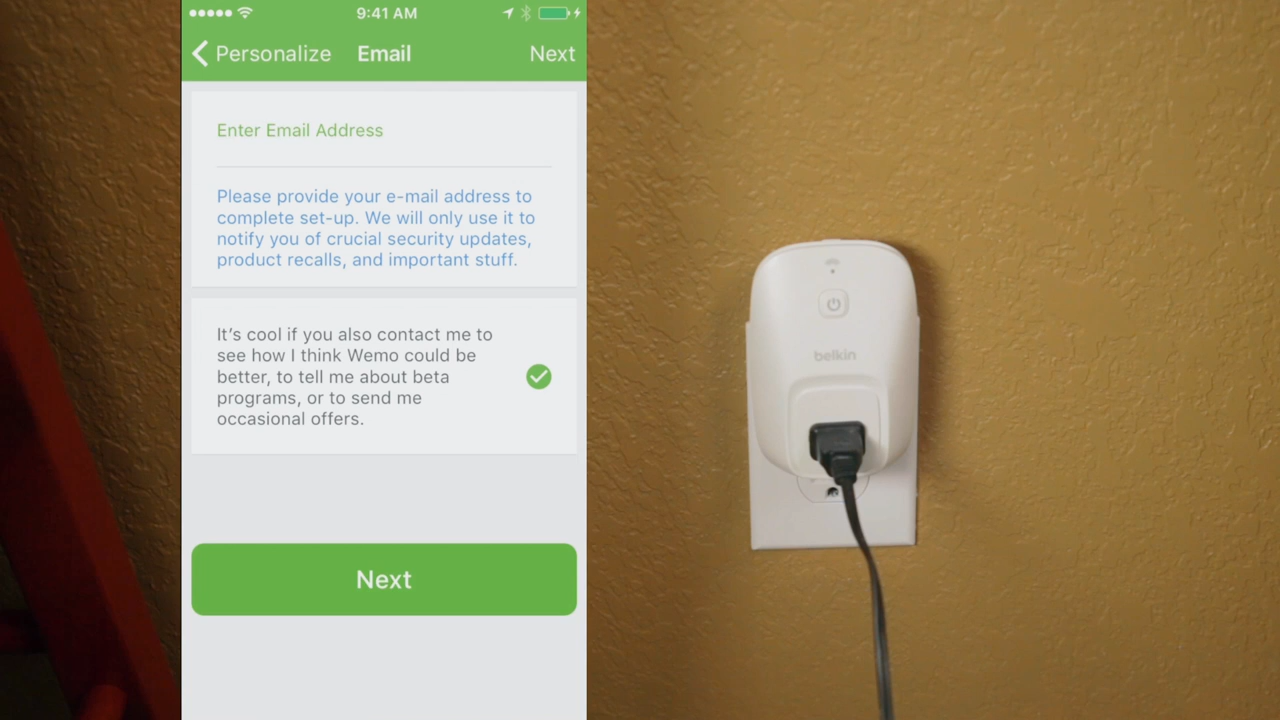 9:41 AM
Personalize Email Next
Enter Email Address
Please provide your e-mail address to
complete set-up. We will only use it to
notify you of crucial security updates,
product recalls, and important stuff.
It’s cool if you also contact me to
see how I think Wemo could be
better, to tell me about beta
programs, or to send me
occasional offers.
Next
belkin